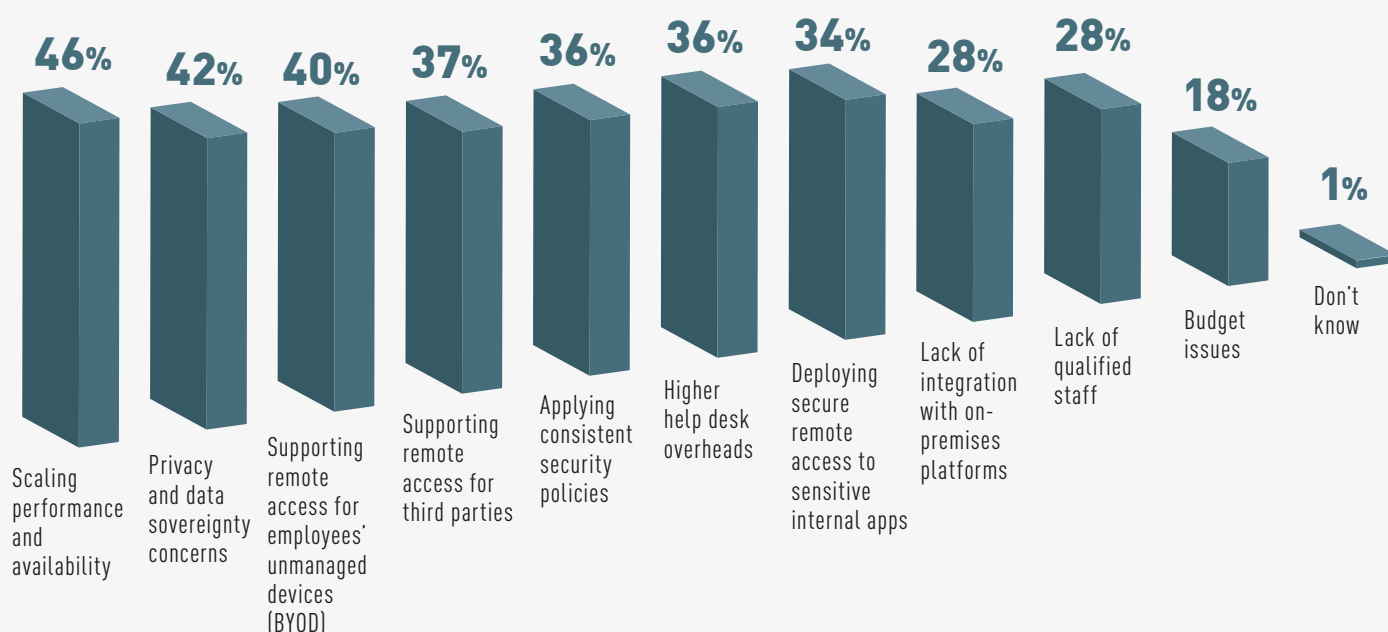 46%
Scaling
performance
and
availability
42%
Privacy
and data
sovereignty
concerns
40%
Supporting
remote
access for
employees'
unmanaged
devices
(BYOD)
37%
Supporting
remote
access for
third parties
36%
Applying
consistent
security
policies
36%
Higher
help desk
overheads
34%
Deploying
secure
remote
access to
sensitive
internal apps
28%
Lack of
integration
with on-
premises
platforms
28%
Lack of
qualified
staff
18%
Budget
issues
1%
Don't
know